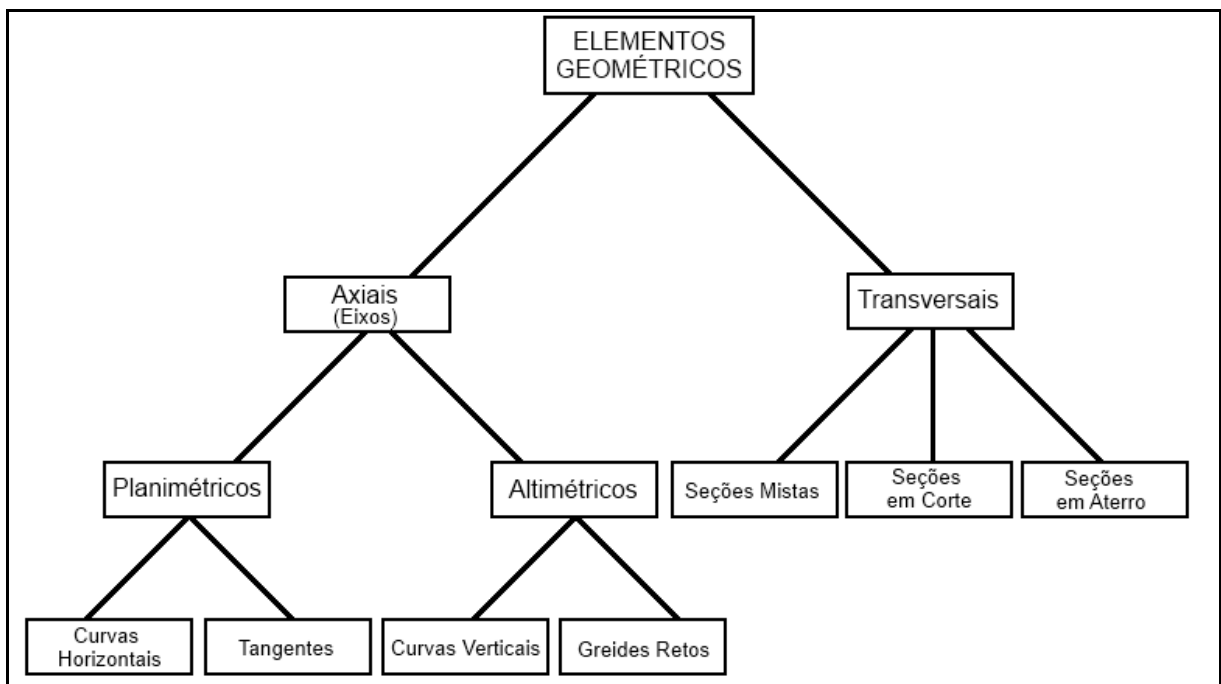 ELEMENTOS
GEOMÉTRICOS
Axiais
(Eixos)
Transversais
Planimétricos
Altimétricos
Seções Mistas
Seções
em Corte
Seções
em Aterro
Curvas
Horizontais
Tangentes
Curvas Verticais
Greides Retos